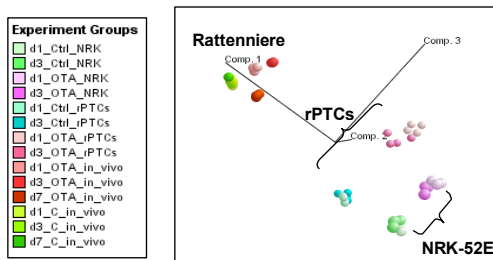 Experiment Groups
d1_Ctrl_NRK
d3_Ctrl_NRK
d1_OTA_NRK
d3_OTA_NRK
d1_Ctrl_rPTCs
d3_Ctrl_rPTCs
d1_OTA_rPTCs
d3_OTA_rPTCs
d1_OTA_in_vivo
d3_OTA_in_vivo
d7_OTA_in_vivo
d1_C_in_vivo
d3_C_in_vivo
d7_C_in_vivo
Rattenniere
Comp. 1
Comp. 3
rPTCs
Comp. 2
NRK-52E